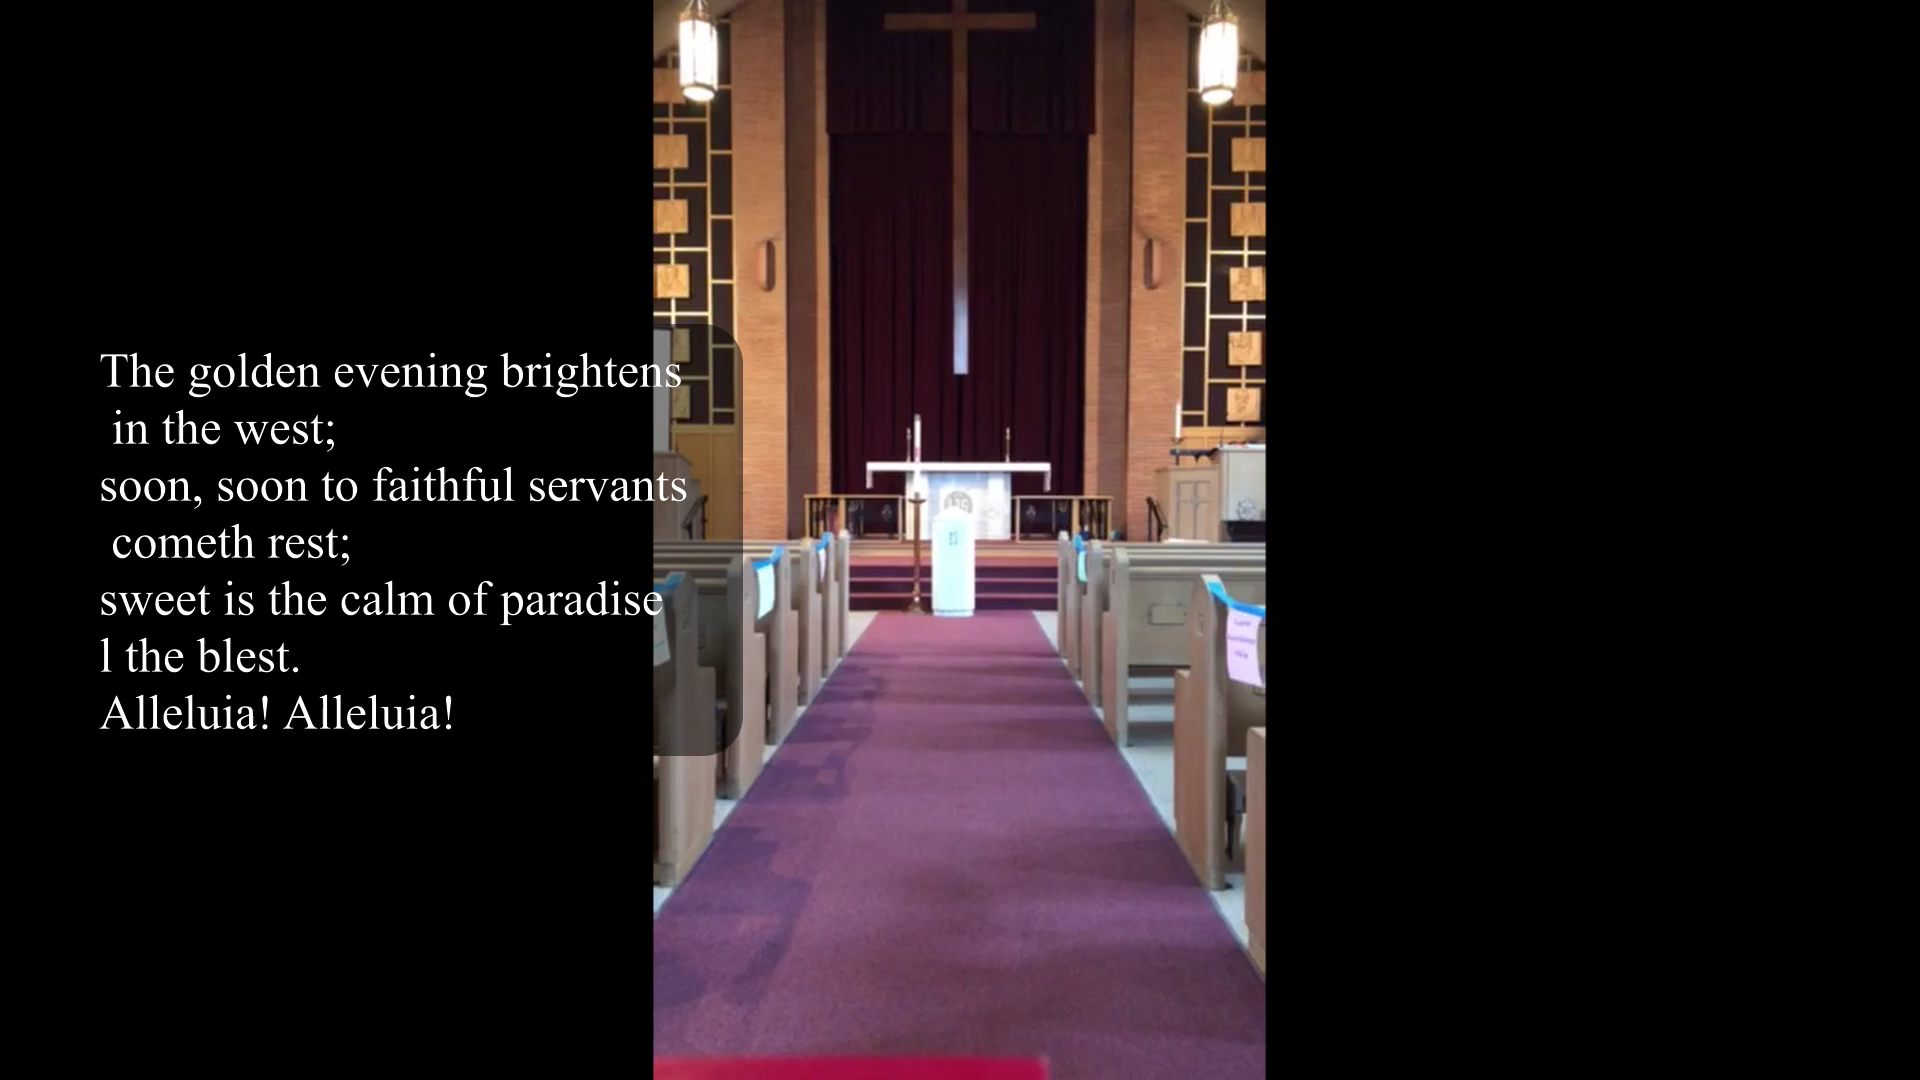 The golden evening brightens
in the west;
soon, soon to faithful servants
cometh rest;
sweet is the calm of paradise
l the blest.
Alleluia! Alleluia!